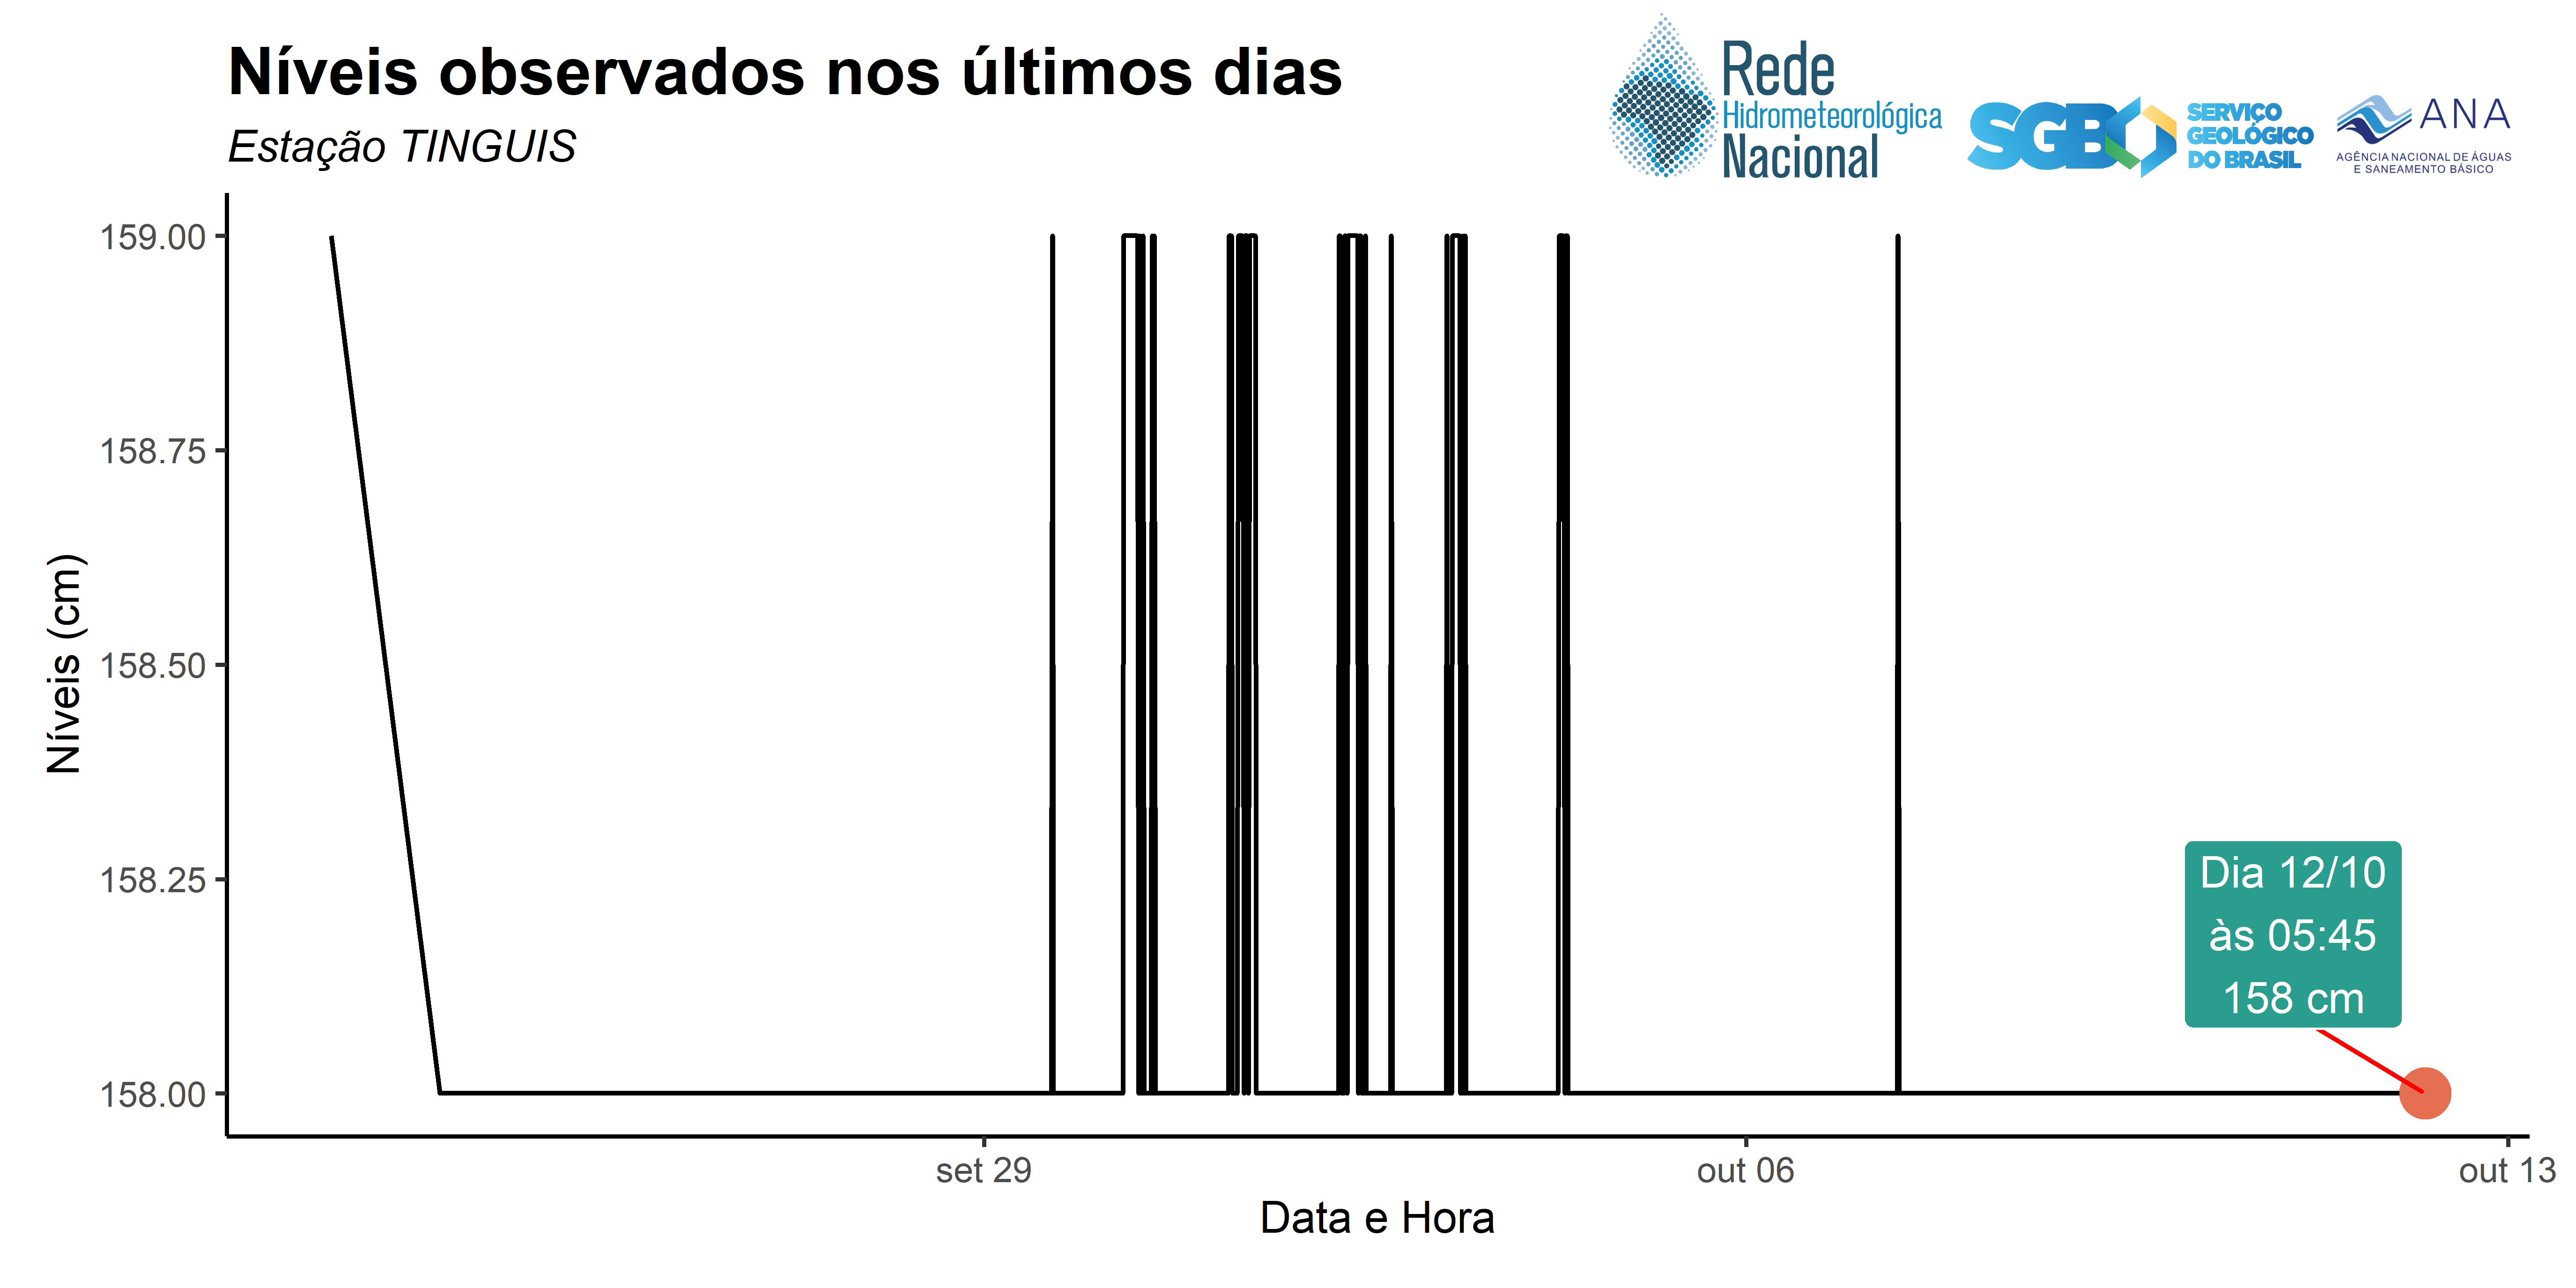 Níveis observados nos últimos dias
Estação TINGUIS
Rede
Hidrometeorológica
Nacional
SGB
SERVIÇO
GEOLÓGICO
DO BRASIL
ANA
AGÊNCIA NACIONAL DE ÁGUAS
E SANEAMENTO BÁSICO
Níveis (cm)
159.00
158.75
158.50
158.25
158.00
Dia 12/10
às 05:45
158 cm
set 29
out 06
out 13
Data e Hora